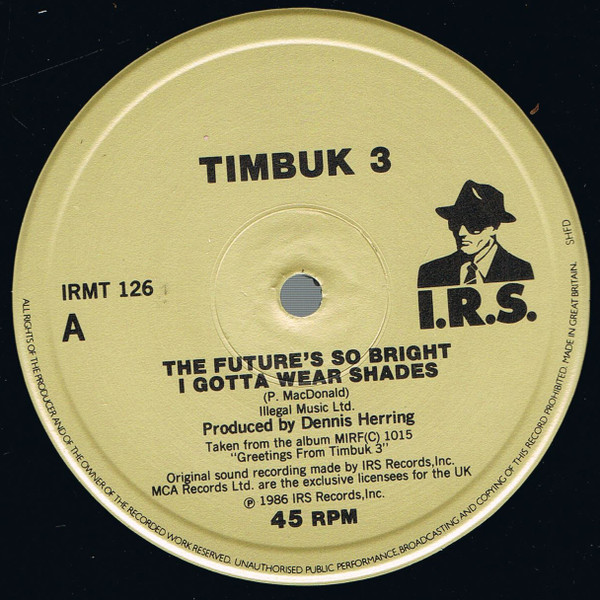 TIMBUK 3
I.R.S.
IRMT 126
A
THE FUTURE'S SO BRIGHT
I GOTTA WEAR SHADES
(P. MacDonald)
Illegal Music Ltd.
Produced by Dennis Herring
Taken from the album MIRF(C) 1015
"Greetings From Timbuk 3"
Original sound recording made by IRS Records,Inc.
MCA Records Ltd. are the exclusive licensees for the UK
℗ 1986 IRS Records,Inc.
45 RPM
ALL RIGHTS OF THE PRODUCER AND OF THE OWNER OF THE RECORDED WORK RESERVED. UNAUTHORISED PUBLIC PERFORMANCE, BROADCASTING AND COPYING OF THIS RECORD PROHIBITED. MADE IN GREAT BRITAIN.
SHFD